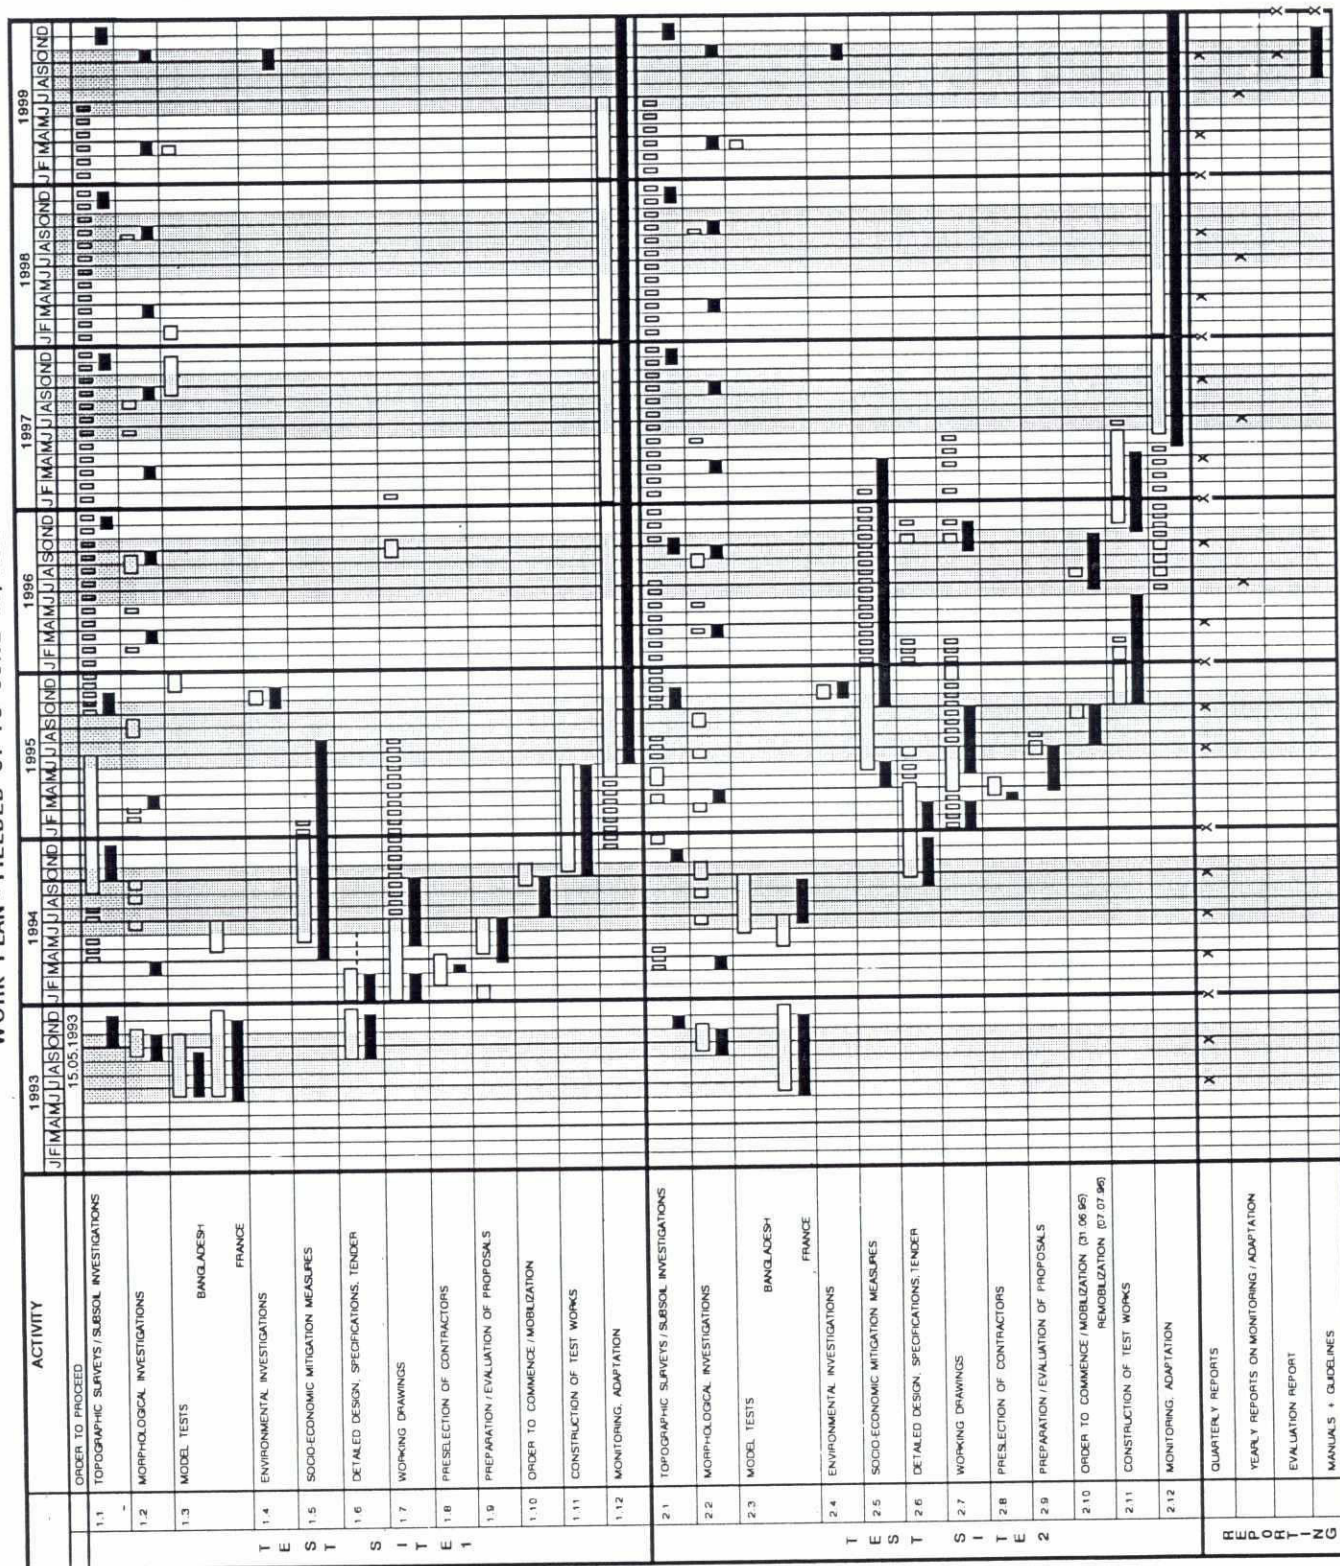 ACTIVITY
1993
1994
1995
1996
1997
1998
1999
J F M A M J J A S O N D
J F M A M J J A S O N D
J F M A M J J A S O N D
J F M A M J J A S O N D
J F M A M J J A S O N D
J F M A M J J A S O N D
J F M A M J J A S O N D
ORDER TO PROCEED
15.05.1993
TEST SITE 1
1.1 TOPOGRAPHIC SURVEYS / SUBSOIL INVESTIGATIONS
1.2 MORPHOLOGICAL INVESTIGATIONS
1.3 MODEL TESTS
BANGLADESH
FRANCE
1.4 ENVIRONMENTAL INVESTIGATIONS
1.5 SOCIO-ECONOMIC MITIGATION MEASURES
1.6 DETAILED DESIGN, SPECIFICATIONS, TENDER
1.7 WORKING DRAWINGS
1.8 PRESELECTION OF CONTRACTORS
1.9 PREPARATION / EVALUATION OF PROPOSALS
1.10 ORDER TO COMMENCE / MOBILIZATION
1.11 CONSTRUCTION OF TEST WORKS
1.12 MONITORING, ADAPTATION
TEST SITE 2
2.1 TOPOGRAPHIC SURVEYS / SUBSOIL INVESTIGATIONS
2.2 MORPHOLOGICAL INVESTIGATIONS
2.3 MODEL TESTS
BANGLADESH
FRANCE
2.4 ENVIRONMENTAL INVESTIGATIONS
2.5 SOCIO-ECONOMIC MITIGATION MEASURES
2.6 DETAILED DESIGN, SPECIFICATIONS, TENDER
2.7 WORKING DRAWINGS
2.8 PRESLECTION OF CONTRACTORS
2.9 PREPARATION / EVALUATION OF PROPOSALS
2.10 ORDER TO COMMENCE / MOBILIZATION (31.06.95)
REMOBILIZATION (07.07.96)
2.11 CONSTRUCTION OF TEST WORKS
2.12 MONITORING, ADAPTATION
REPORTING
QUARTERLY REPORTS
YEARLY REPORTS ON MONITORING / ADAPTATION
EVALUATION REPORT
MANUALS + GUIDELINES